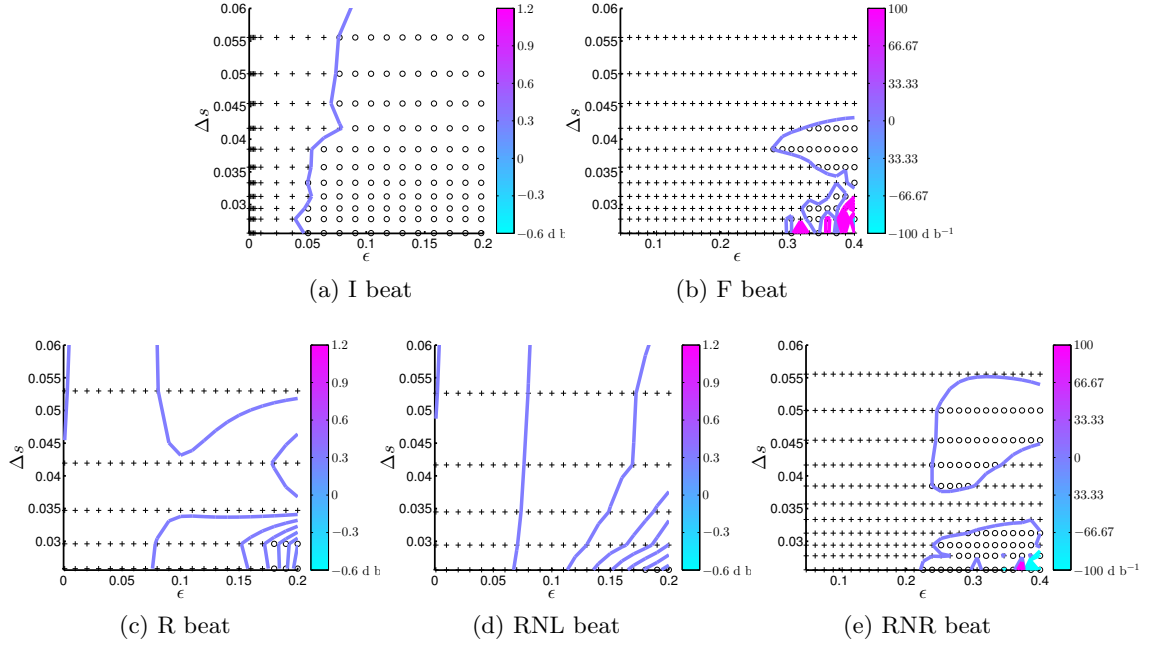 0.06
0.055
0.05
0.045
0.04
0.035
0.03
Δs
0 0.05 0.1 0.15 0.2
ϵ
1.2
0.9
0.6
0.3
0
−0.3
−0.6 d b
(a) I beat
0.06
0.055
0.05
0.045
0.04
0.035
0.03
Δs
0.1 0.2 0.3 0.4
ϵ
100
66.67
33.33
0
33.33
−66.67
−100 d b⁻¹
(b) F beat
0.06
0.055
0.05
0.045
0.04
0.035
0.03
Δs
0 0.05 0.1 0.15 0.2
ϵ
1.2
0.9
0.6
0.3
0
−0.3
−0.6 d b
(c) R beat
0.06
0.055
0.05
0.045
0.04
0.035
0.03
Δs
0 0.05 0.1 0.15 0.2
ϵ
1.2
0.9
0.6
0.3
0
−0.3
−0.6 d b
(d) RNL beat
0.06
0.055
0.05
0.045
0.04
0.035
0.03
Δs
0.1 0.2 0.3 0.4
ϵ
100
66.67
33.33
0
33.33
−66.67
−100 d b⁻¹
(e) RNR beat